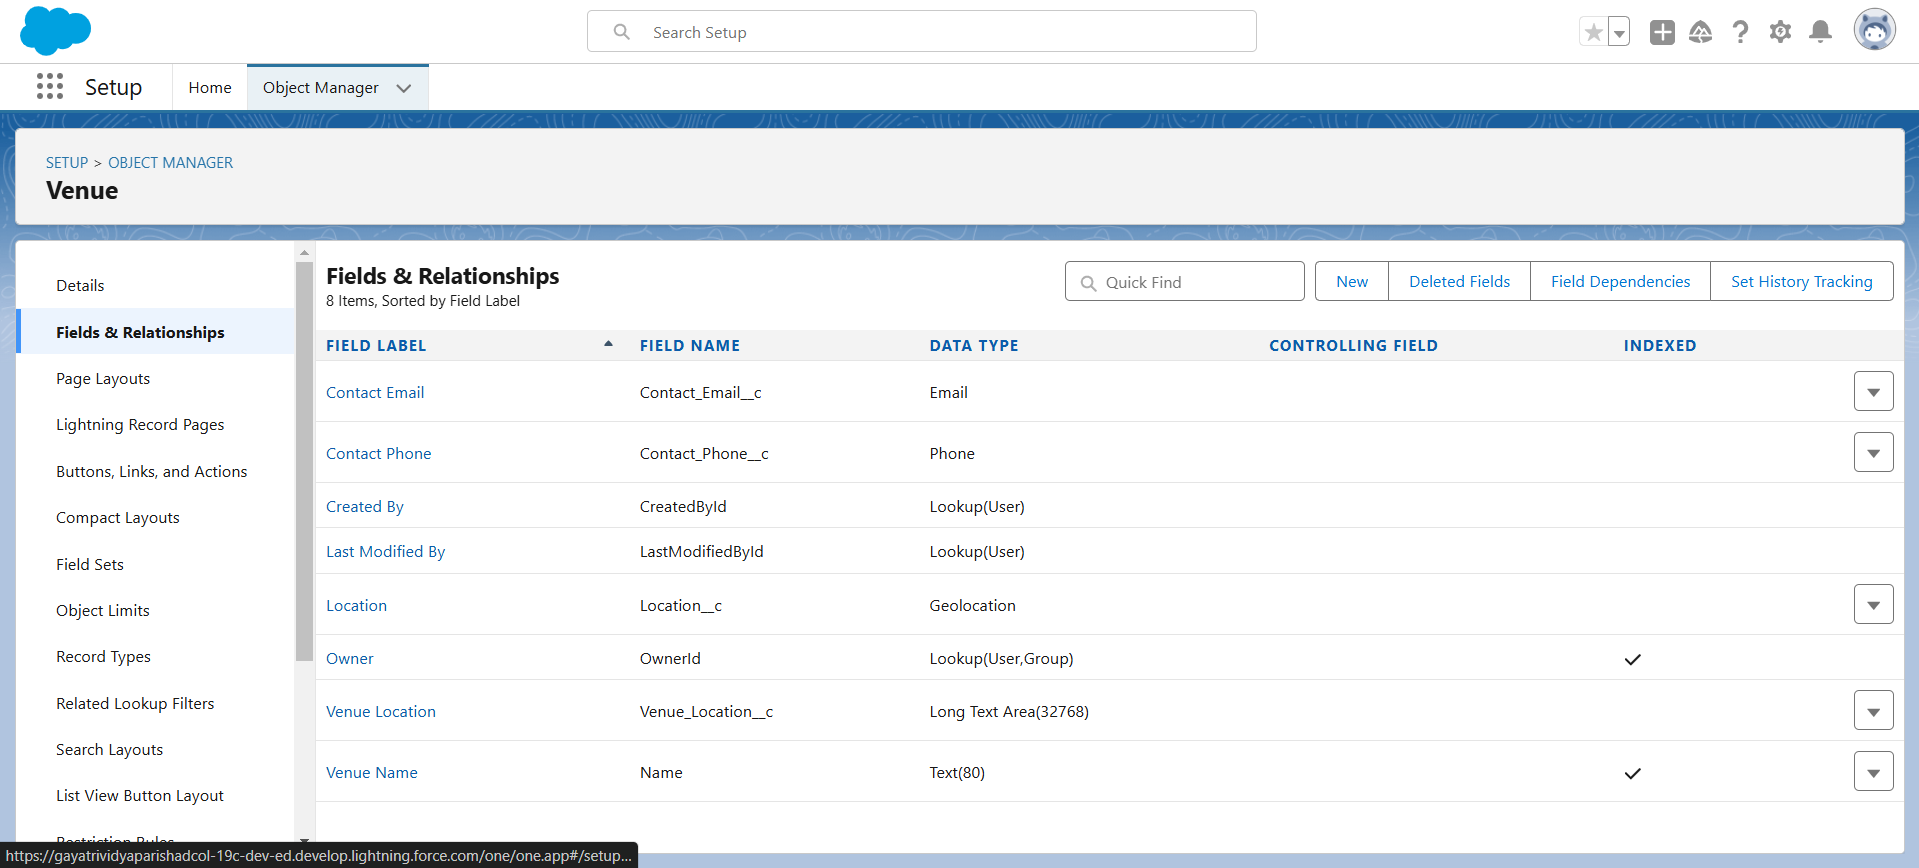 Search Setup
Setup
Home
Object Manager
SETUP > OBJECT MANAGER
Venue
Details
Fields & Relationships
Page Layouts
Lightning Record Pages
Buttons, Links, and Actions
Compact Layouts
Field Sets
Object Limits
Record Types
Related Lookup Filters
Search Layouts
List View Button Layout
Restriction Rules
Fields & Relationships
8 Items, Sorted by Field Label
Quick Find
New
Deleted Fields
Field Dependencies
Set History Tracking
FIELD LABEL FIELD NAME DATA TYPE CONTROLLING FIELD INDEXED
Contact Email Contact_Email__c Email
Contact Phone Contact_Phone__c Phone
Created By CreatedById Lookup(User)
Last Modified By LastModifiedById Lookup(User)
Location Location__c Geolocation
Owner OwnerId Lookup(User,Group)
Venue Location Venue_Location__c Long Text Area(32768)
Venue Name Name Text(80)
https://gayatrividyaparishadcol-19c-dev-ed.develop.lightning.force.com/one/one.app#/setup...